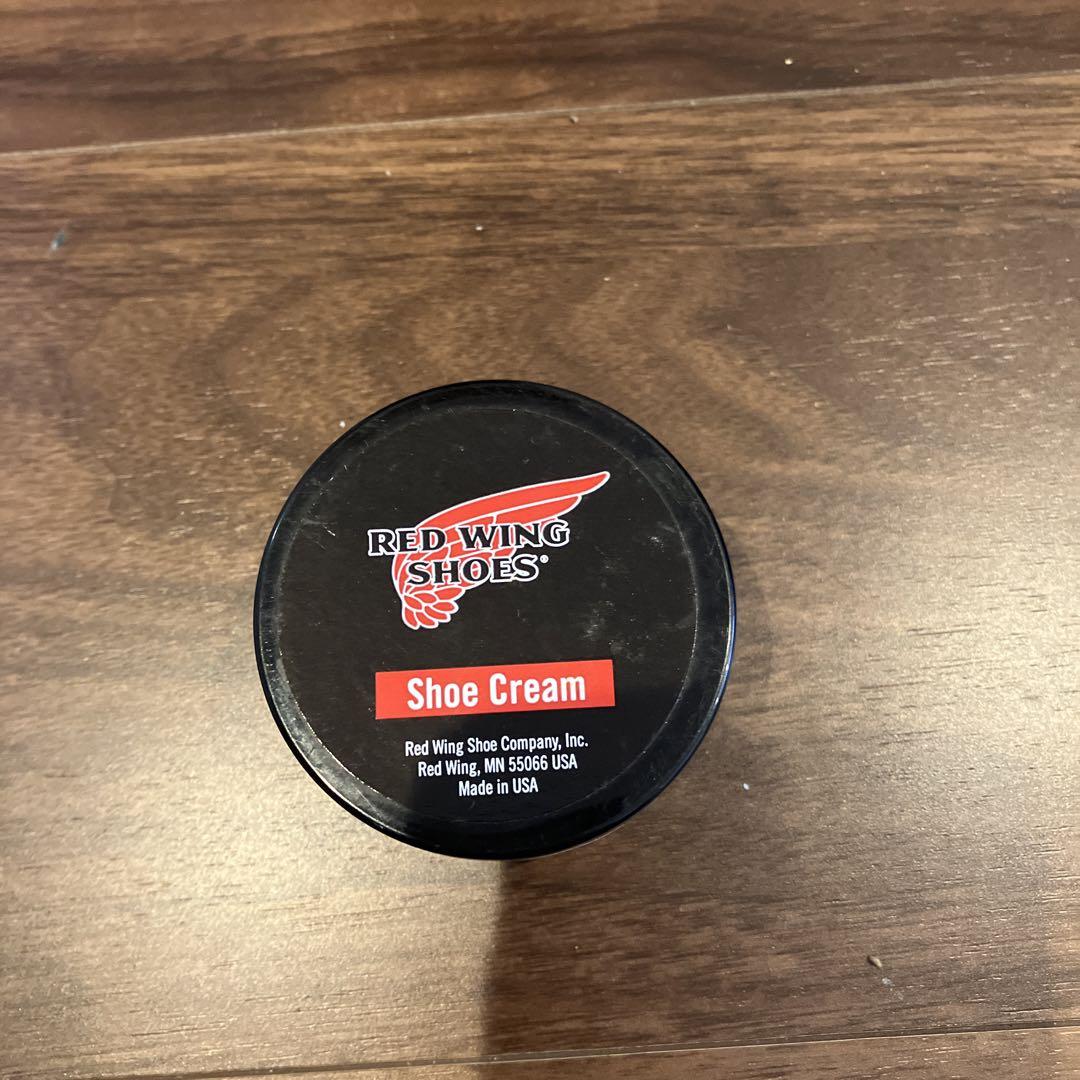 RED WING
SHOES®
Shoe Cream
Red Wing Shoe Company, Inc.
Red Wing, MN 55066 USA
Made in USA